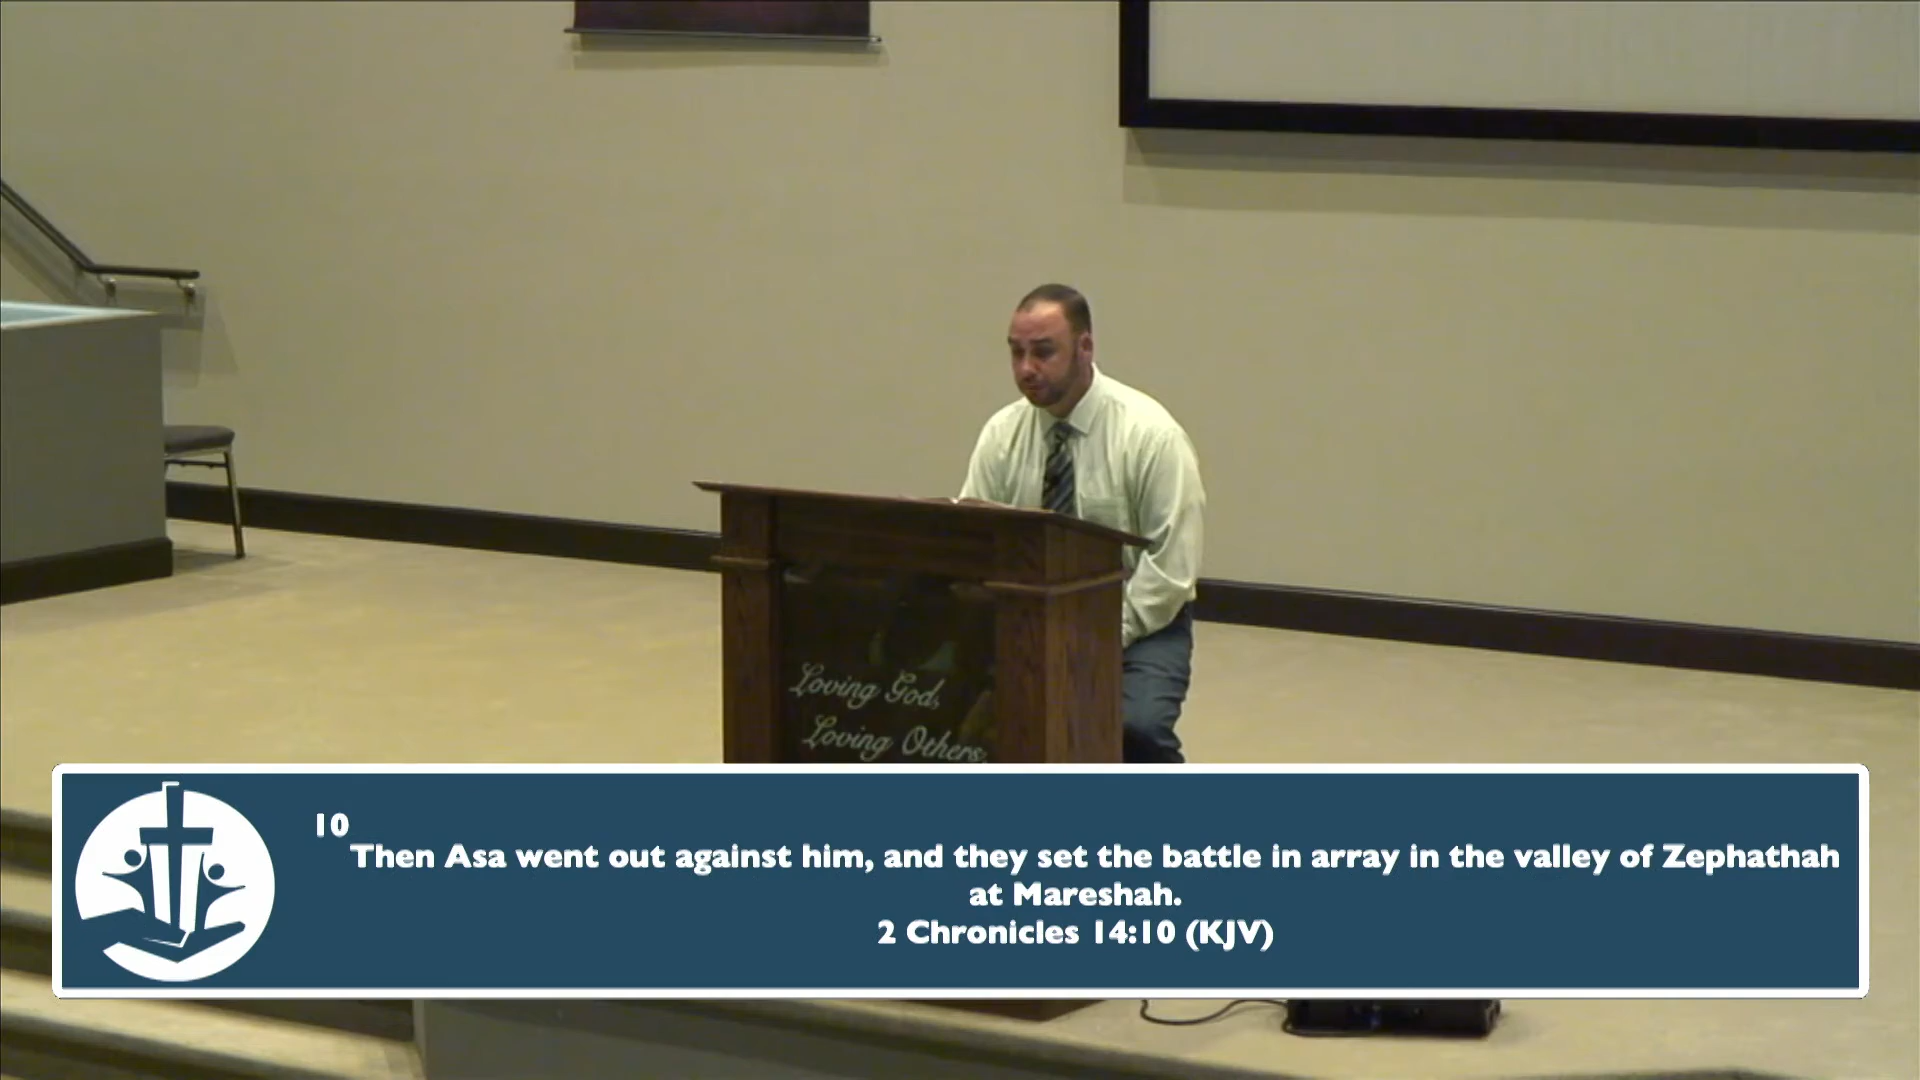 Loving God,
Loving Others,
10
Then Asa went out against him, and they set the battle in array in the valley of Zephathah
at Mareshah.
2 Chronicles 14:10 (KJV)